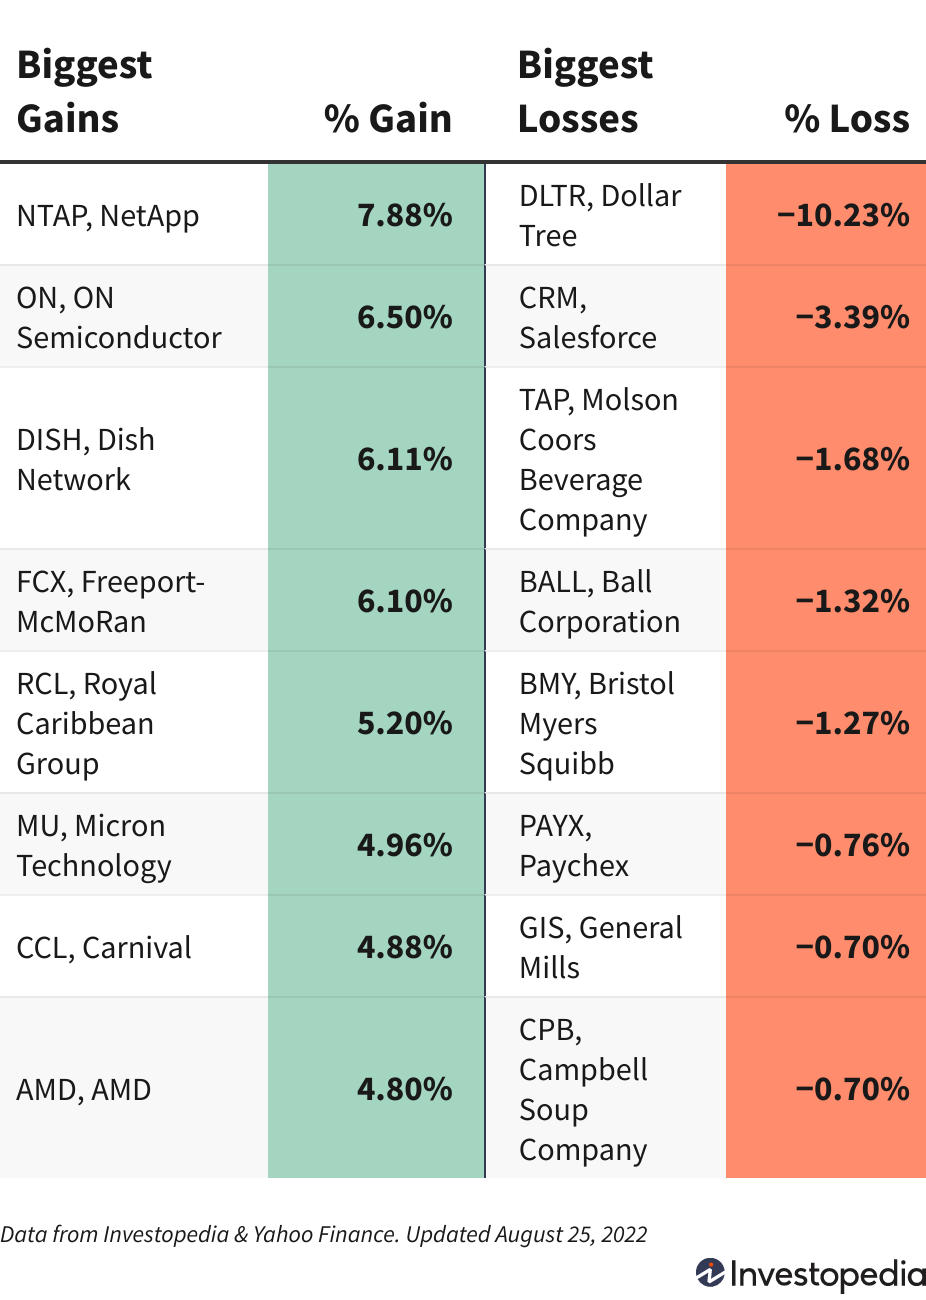 Biggest
Gains
% Gain
Biggest
Losses
% Loss
NTAP, NetApp
7.88%
DLTR, Dollar
Tree
−10.23%
ON, ON
Semiconductor
6.50%
CRM,
Salesforce
−3.39%
DISH, Dish
Network
6.11%
TAP, Molson
Coors
Beverage
Company
−1.68%
FCX, Freeport-
McMoRan
6.10%
BALL, Ball
Corporation
−1.32%
RCL, Royal
Caribbean
Group
5.20%
BMY, Bristol
Myers
Squibb
−1.27%
MU, Micron
Technology
4.96%
PAYX,
Paychex
−0.76%
CCL, Carnival
4.88%
GIS, General
Mills
−0.70%
AMD, AMD
4.80%
CPB,
Campbell
Soup
Company
−0.70%
Data from Investopedia & Yahoo Finance. Updated August 25, 2022
Investopedia